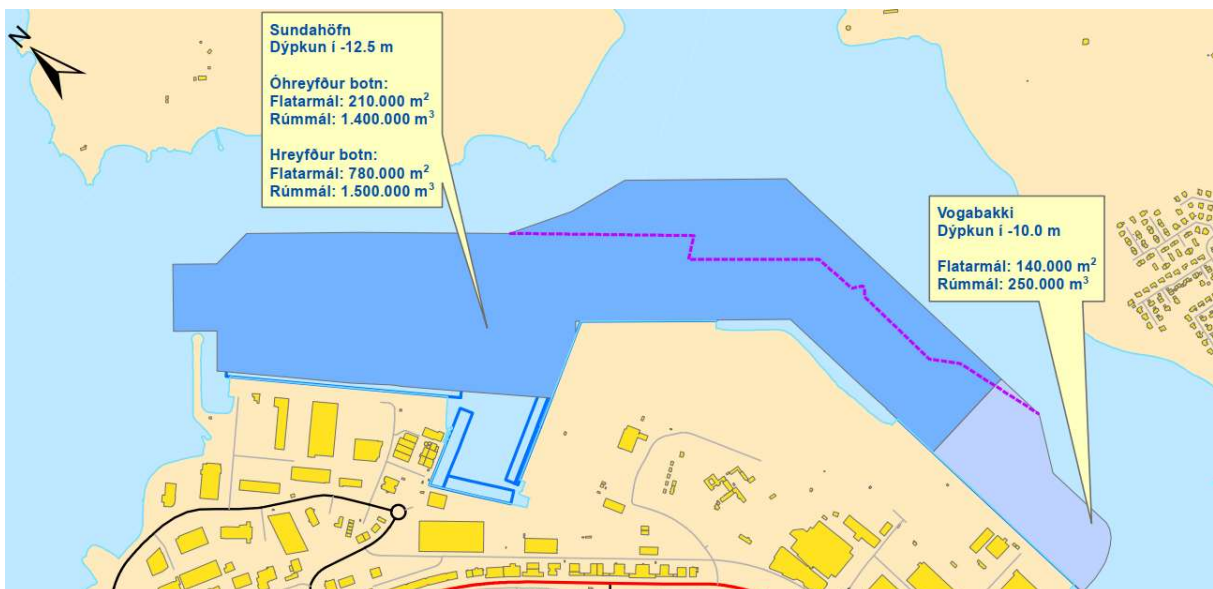 N
Sundahöfn
Dýpkun í -12.5 m
Óhreyfður botn:
Flatarmál: 210.000 m²
Rúmmál: 1.400.000 m³
Hreyfður botn:
Flatarmál: 780.000 m²
Rúmmál: 1.500.000 m³
Vogabakki
Dýpkun í -10.0 m
Flatarmál: 140.000 m²
Rúmmál: 250.000 m³